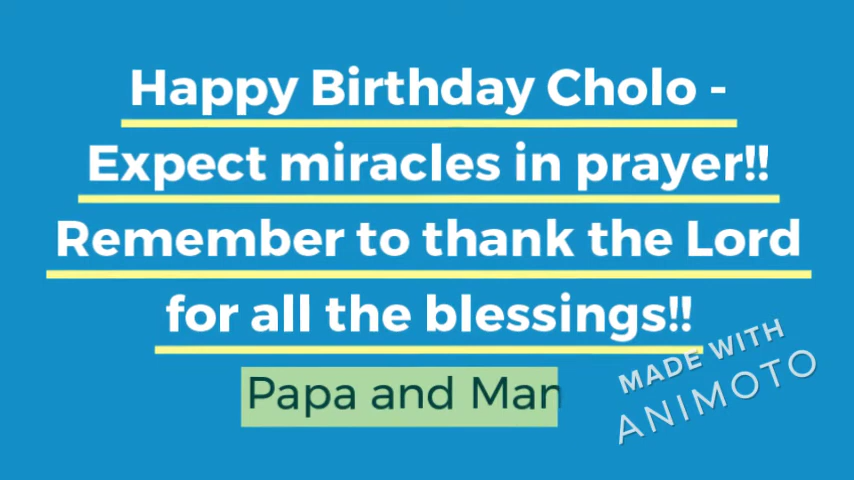 Happy Birthday Cholo -
Expect miracles in prayer!!
Remember to thank the Lord
for all the blessings!!
Papa and
MADE WITH
ANIMOTO